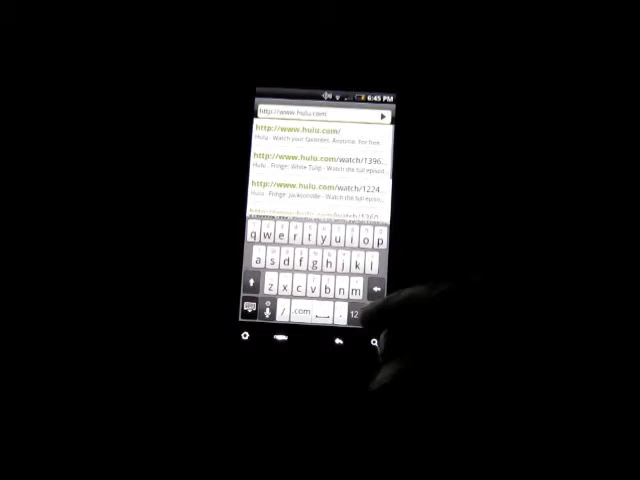 6:45 PM
http://www.hulu.com/
http://www.hulu.com/
Hulu - Watch your favorites. Anytime. For free.
http://www.hulu.com/watch/1396...
Hulu - Fringe: White Tulip - Watch the full episod...
http://www.hulu.com/watch/1224...
Hulu - Fringe: Jacksonville - Watch the full episo...
q w e r t y u i o p
a s d f g h j k l
z x c v b n m
/ .com . 12